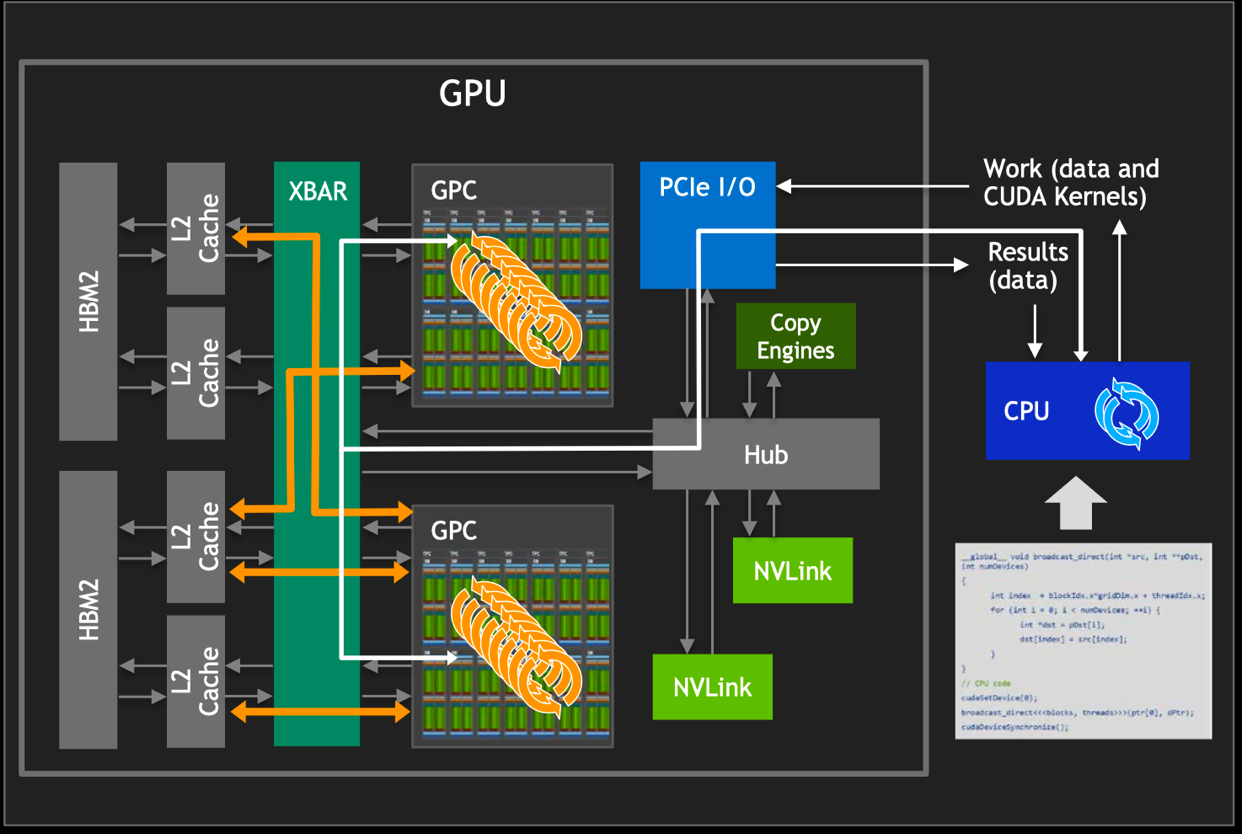 GPU
HBM2
L2
Cache
L2
Cache
XBAR
GPC
PCIe I/O
Work (data and
CUDA Kernels)
Results
(data)
Copy
Engines
CPU
Hub
HBM2
L2
Cache
L2
Cache
GPC
NVLink
NVLink
__global__ void broadcast_direct(int *src, int **pDst,
int numDevices)
{
int index = blockIdx.x*gridDim.x + threadIdx.x;
for (int i = 0; i < numDevices; ++i) {
int *dst = pDst[i];
dst[index] = src[index];
}
}
// CPU code
cudaSetDevice(0);
broadcast_direct<<<blocks, threads>>>(ptr[0], dPtr);
cudaDeviceSynchronize();